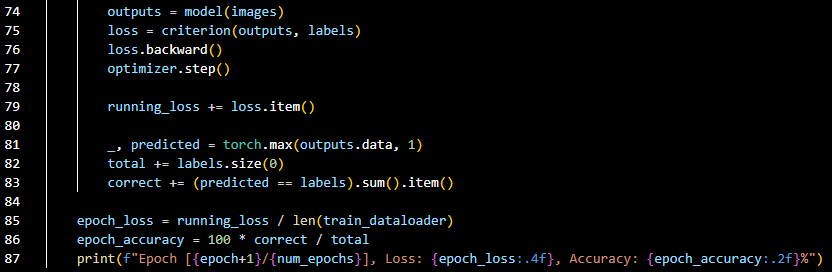 74 outputs = model(images)
75 loss = criterion(outputs, labels)
76 loss.backward()
77 optimizer.step()
78
79 running_loss += loss.item()
80
81 _, predicted = torch.max(outputs.data, 1)
82 total += labels.size(0)
83 correct += (predicted == labels).sum().item()
84
85 epoch_loss = running_loss / len(train_dataloader)
86 epoch_accuracy = 100 * correct / total
87 print(f"Epoch [{epoch+1}/{num_epochs}], Loss: {epoch_loss:.4f}, Accuracy: {epoch_accuracy:.2f}%")